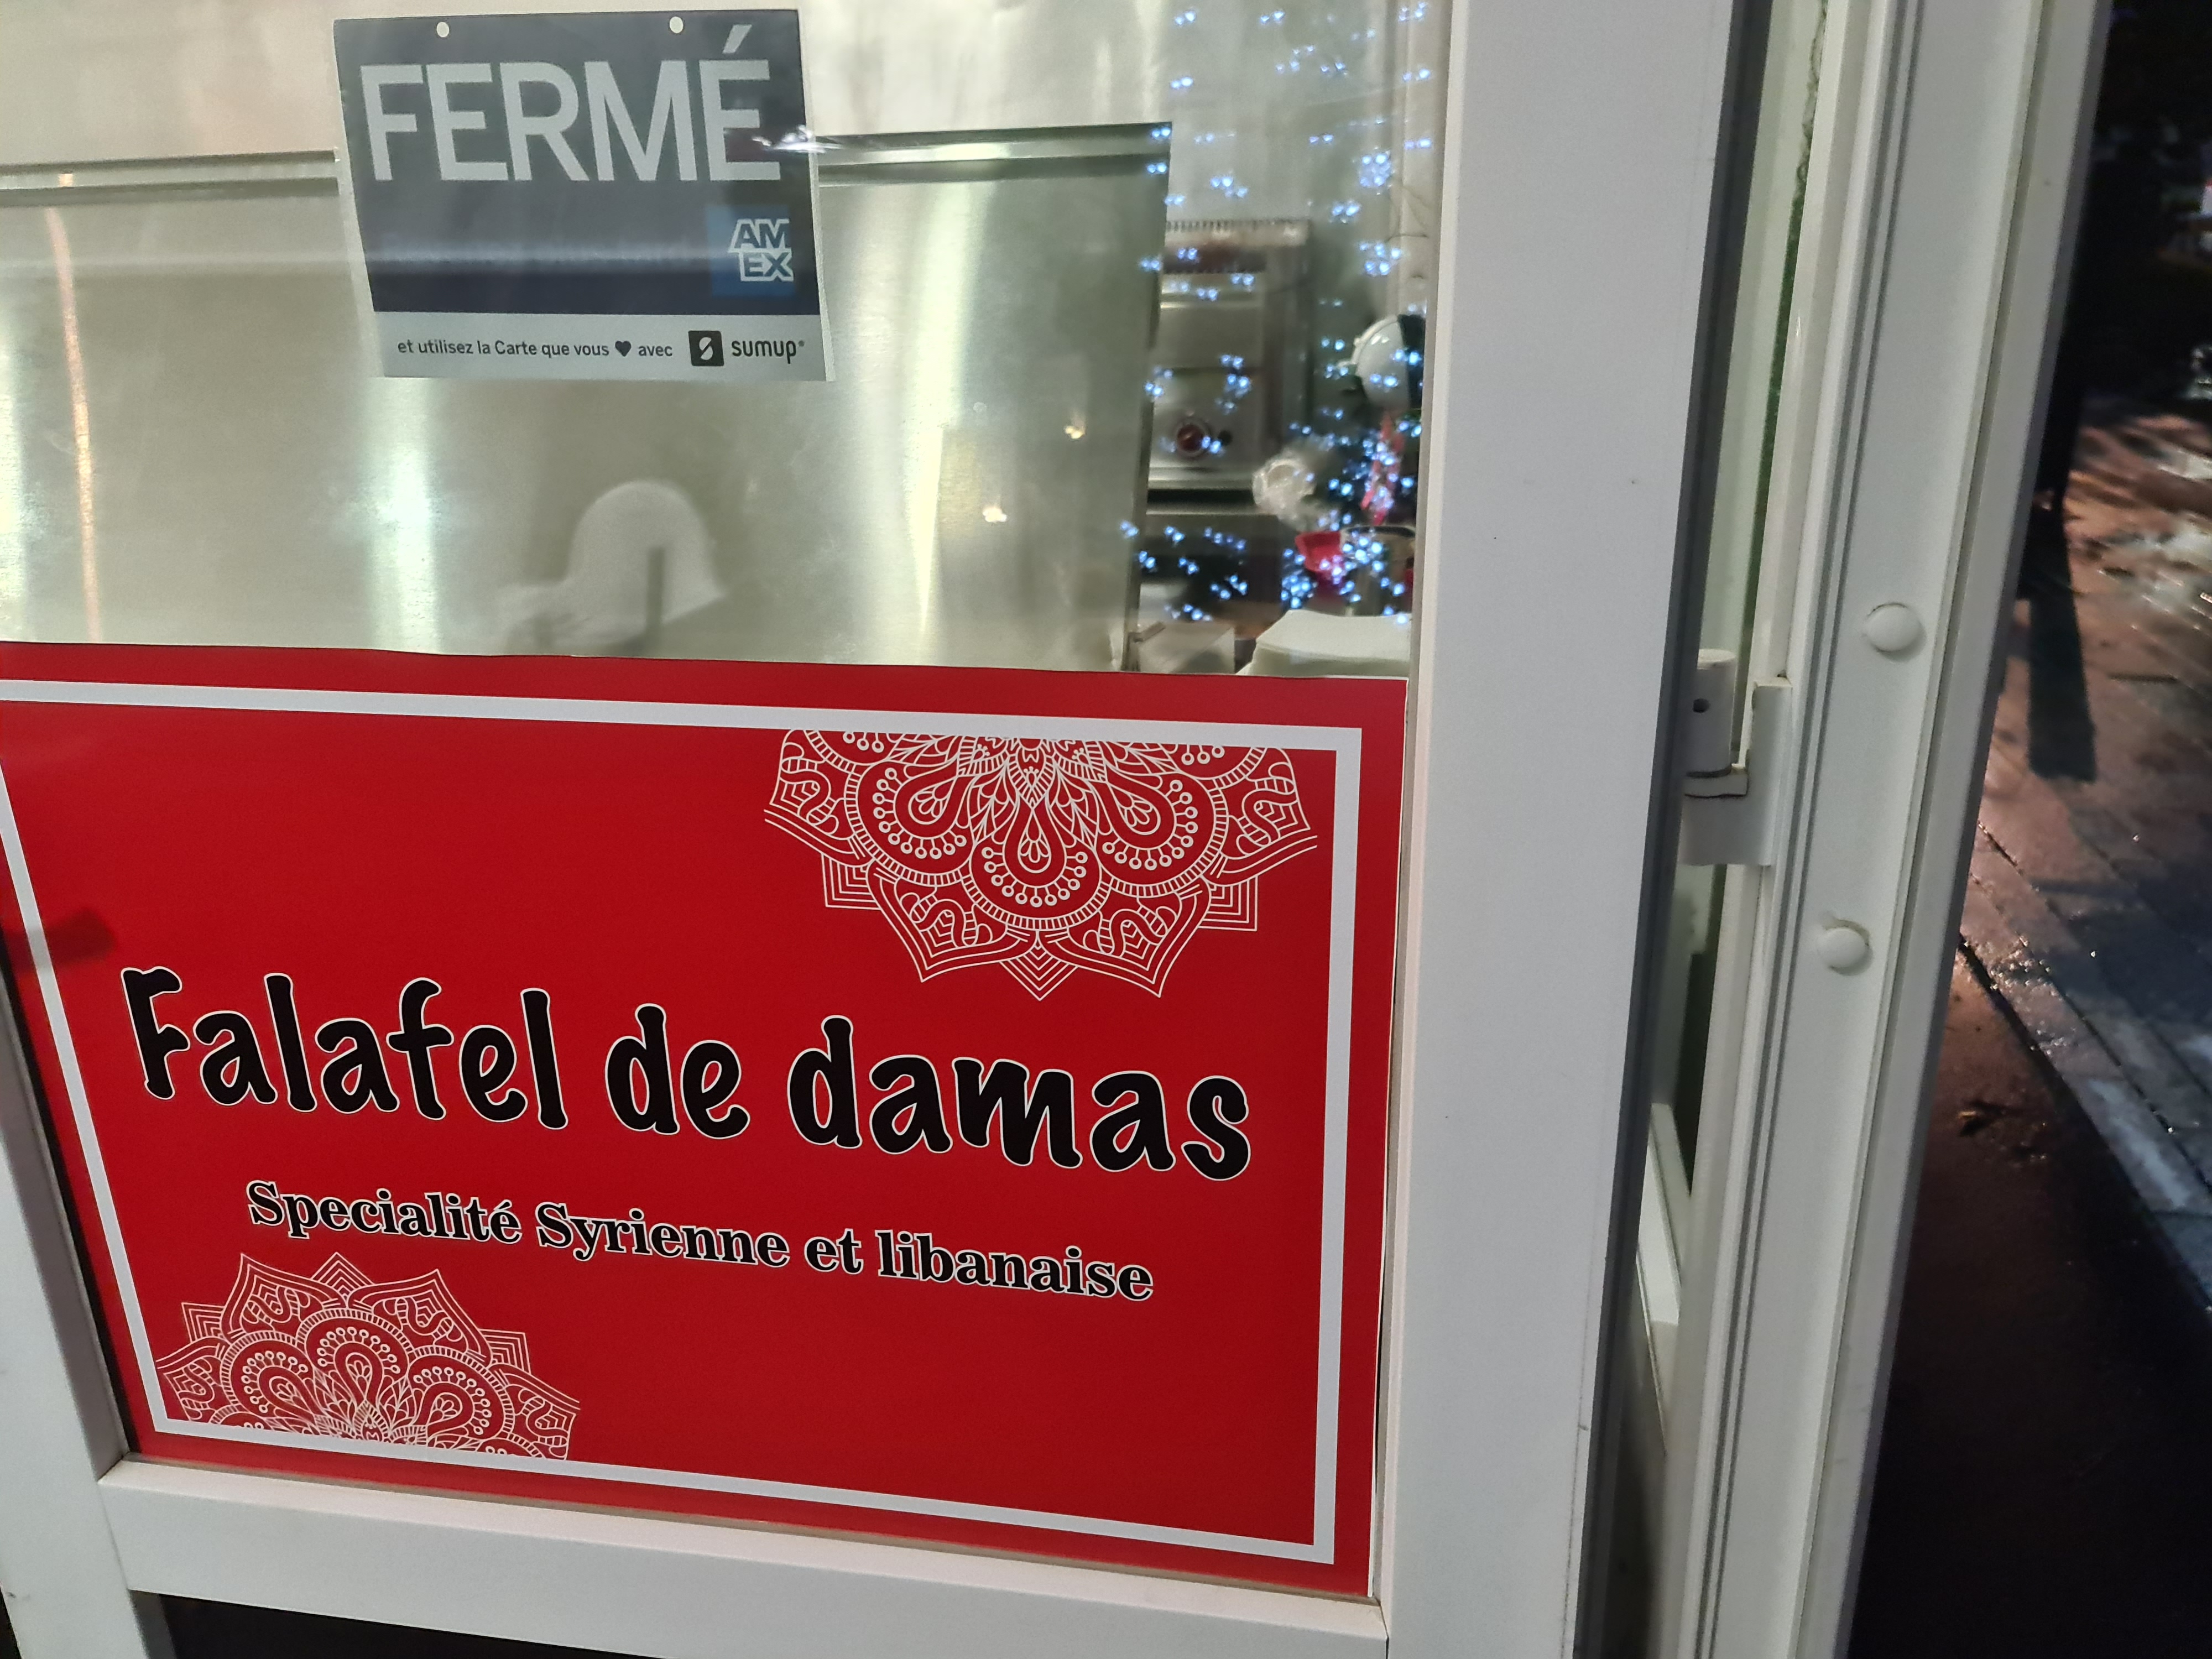 FERMÉ
AM
EX
et utilisez la Carte que vous ♥ avec sumup®
Falafel de damas
Specialité Syrienne et libanaise